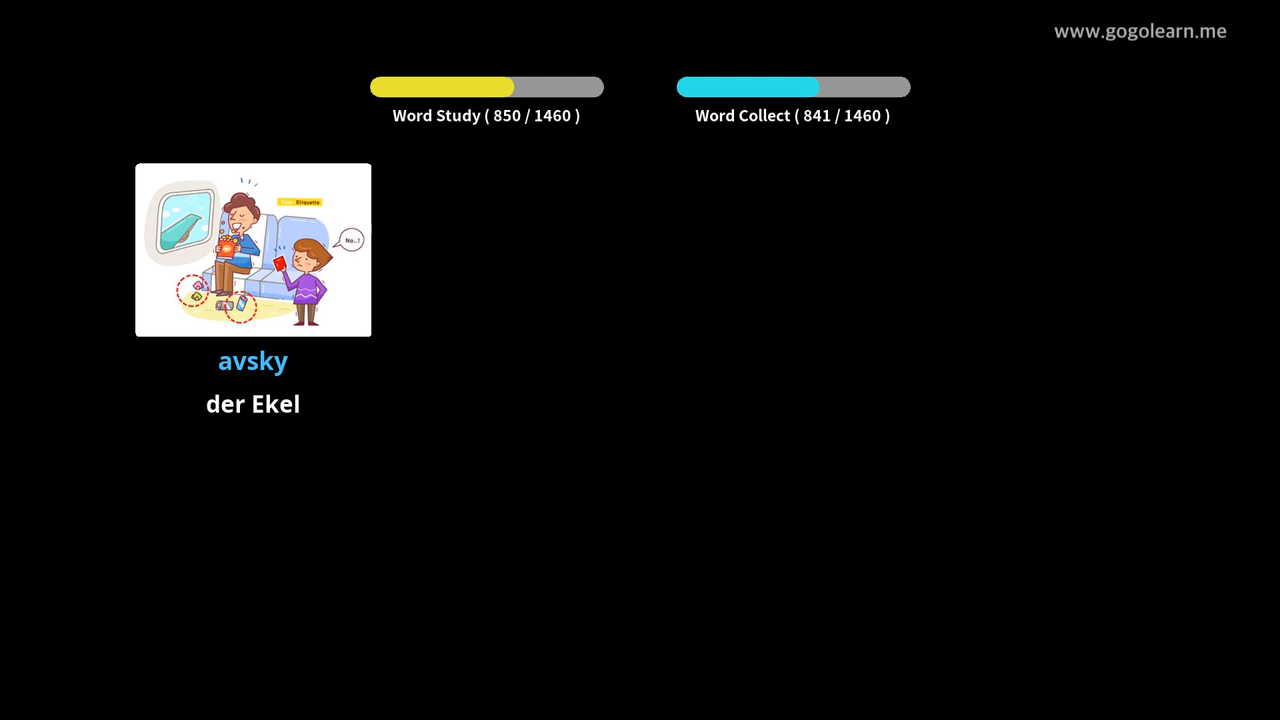 www.gogolearn.me
Word Study ( 850 / 1460 )
Word Collect ( 841 / 1460 )
Etiquette
No..!
avsky
der Ekel